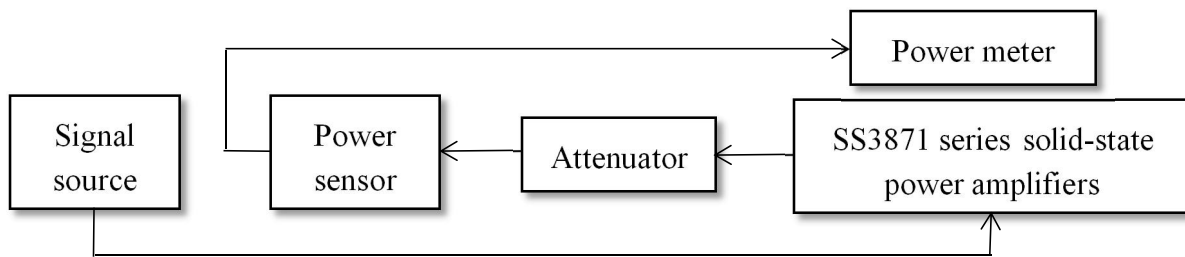 Power meter
Signal
source
Power
sensor
Attenuator
SS3871 series solid-state
power amplifiers